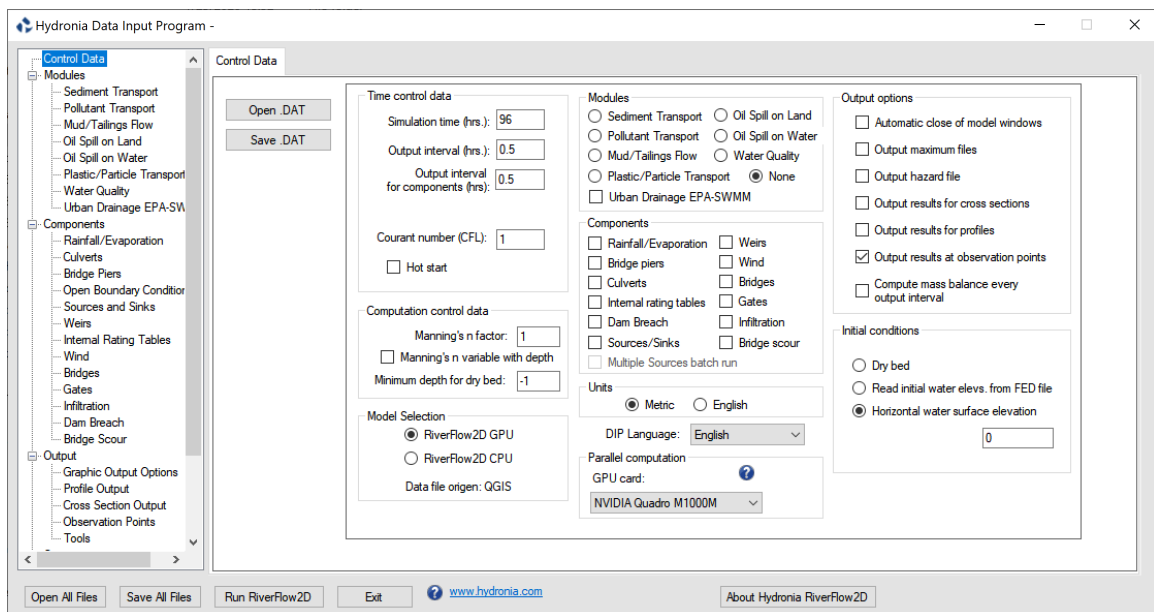 Hydronia Data Input Program -
Control Data
Modules
Sediment Transport
Pollutant Transport
Mud/Tailings Flow
Oil Spill on Land
Oil Spill on Water
Plastic/Particle Transport
Water Quality
Urban Drainage EPA-SW
Components
Rainfall/Evaporation
Culverts
Bridge Piers
Open Boundary Condition
Sources and Sinks
Weirs
Internal Rating Tables
Wind
Bridges
Gates
Infiltration
Dam Breach
Bridge Scour
Output
Graphic Output Options
Profile Output
Cross Section Output
Observation Points
Tools
Control Data
Open .DAT
Save .DAT
Time control data
Simulation time (hrs.): 96
Output interval (hrs.): 0.5
Output interval
for components (hrs): 0.5
Courant number (CFL): 1
Hot start
Computation control data
Manning's n factor: 1
Manning's n variable with depth
Minimum depth for dry bed: -1
Model Selection
RiverFlow2D GPU
RiverFlow2D CPU
Data file origen: QGIS
Modules
Sediment Transport Oil Spill on Land
Pollutant Transport Oil Spill on Water
Mud/Tailings Flow Water Quality
Plastic/Particle Transport None
Urban Drainage EPA-SWMM
Components
Rainfall/Evaporation Weirs
Bridge piers Wind
Culverts Bridges
Internal rating tables Gates
Dam Breach Infiltration
Sources/Sinks Bridge scour
Multiple Sources batch run
Units
Metric English
DIP Language: English
Parallel computation
GPU card: ?
NVIDIA Quadro M1000M
Output options
Automatic close of model windows
Output maximum files
Output hazard file
Output results for cross sections
Output results for profiles
Output results at observation points
Compute mass balance every
output interval
Initial conditions
Dry bed
Read initial water elevs. from FED file
Horizontal water surface elevation
0
Open All Files Save All Files Run RiverFlow2D Exit ? www.hydronia.com About Hydronia RiverFlow2D